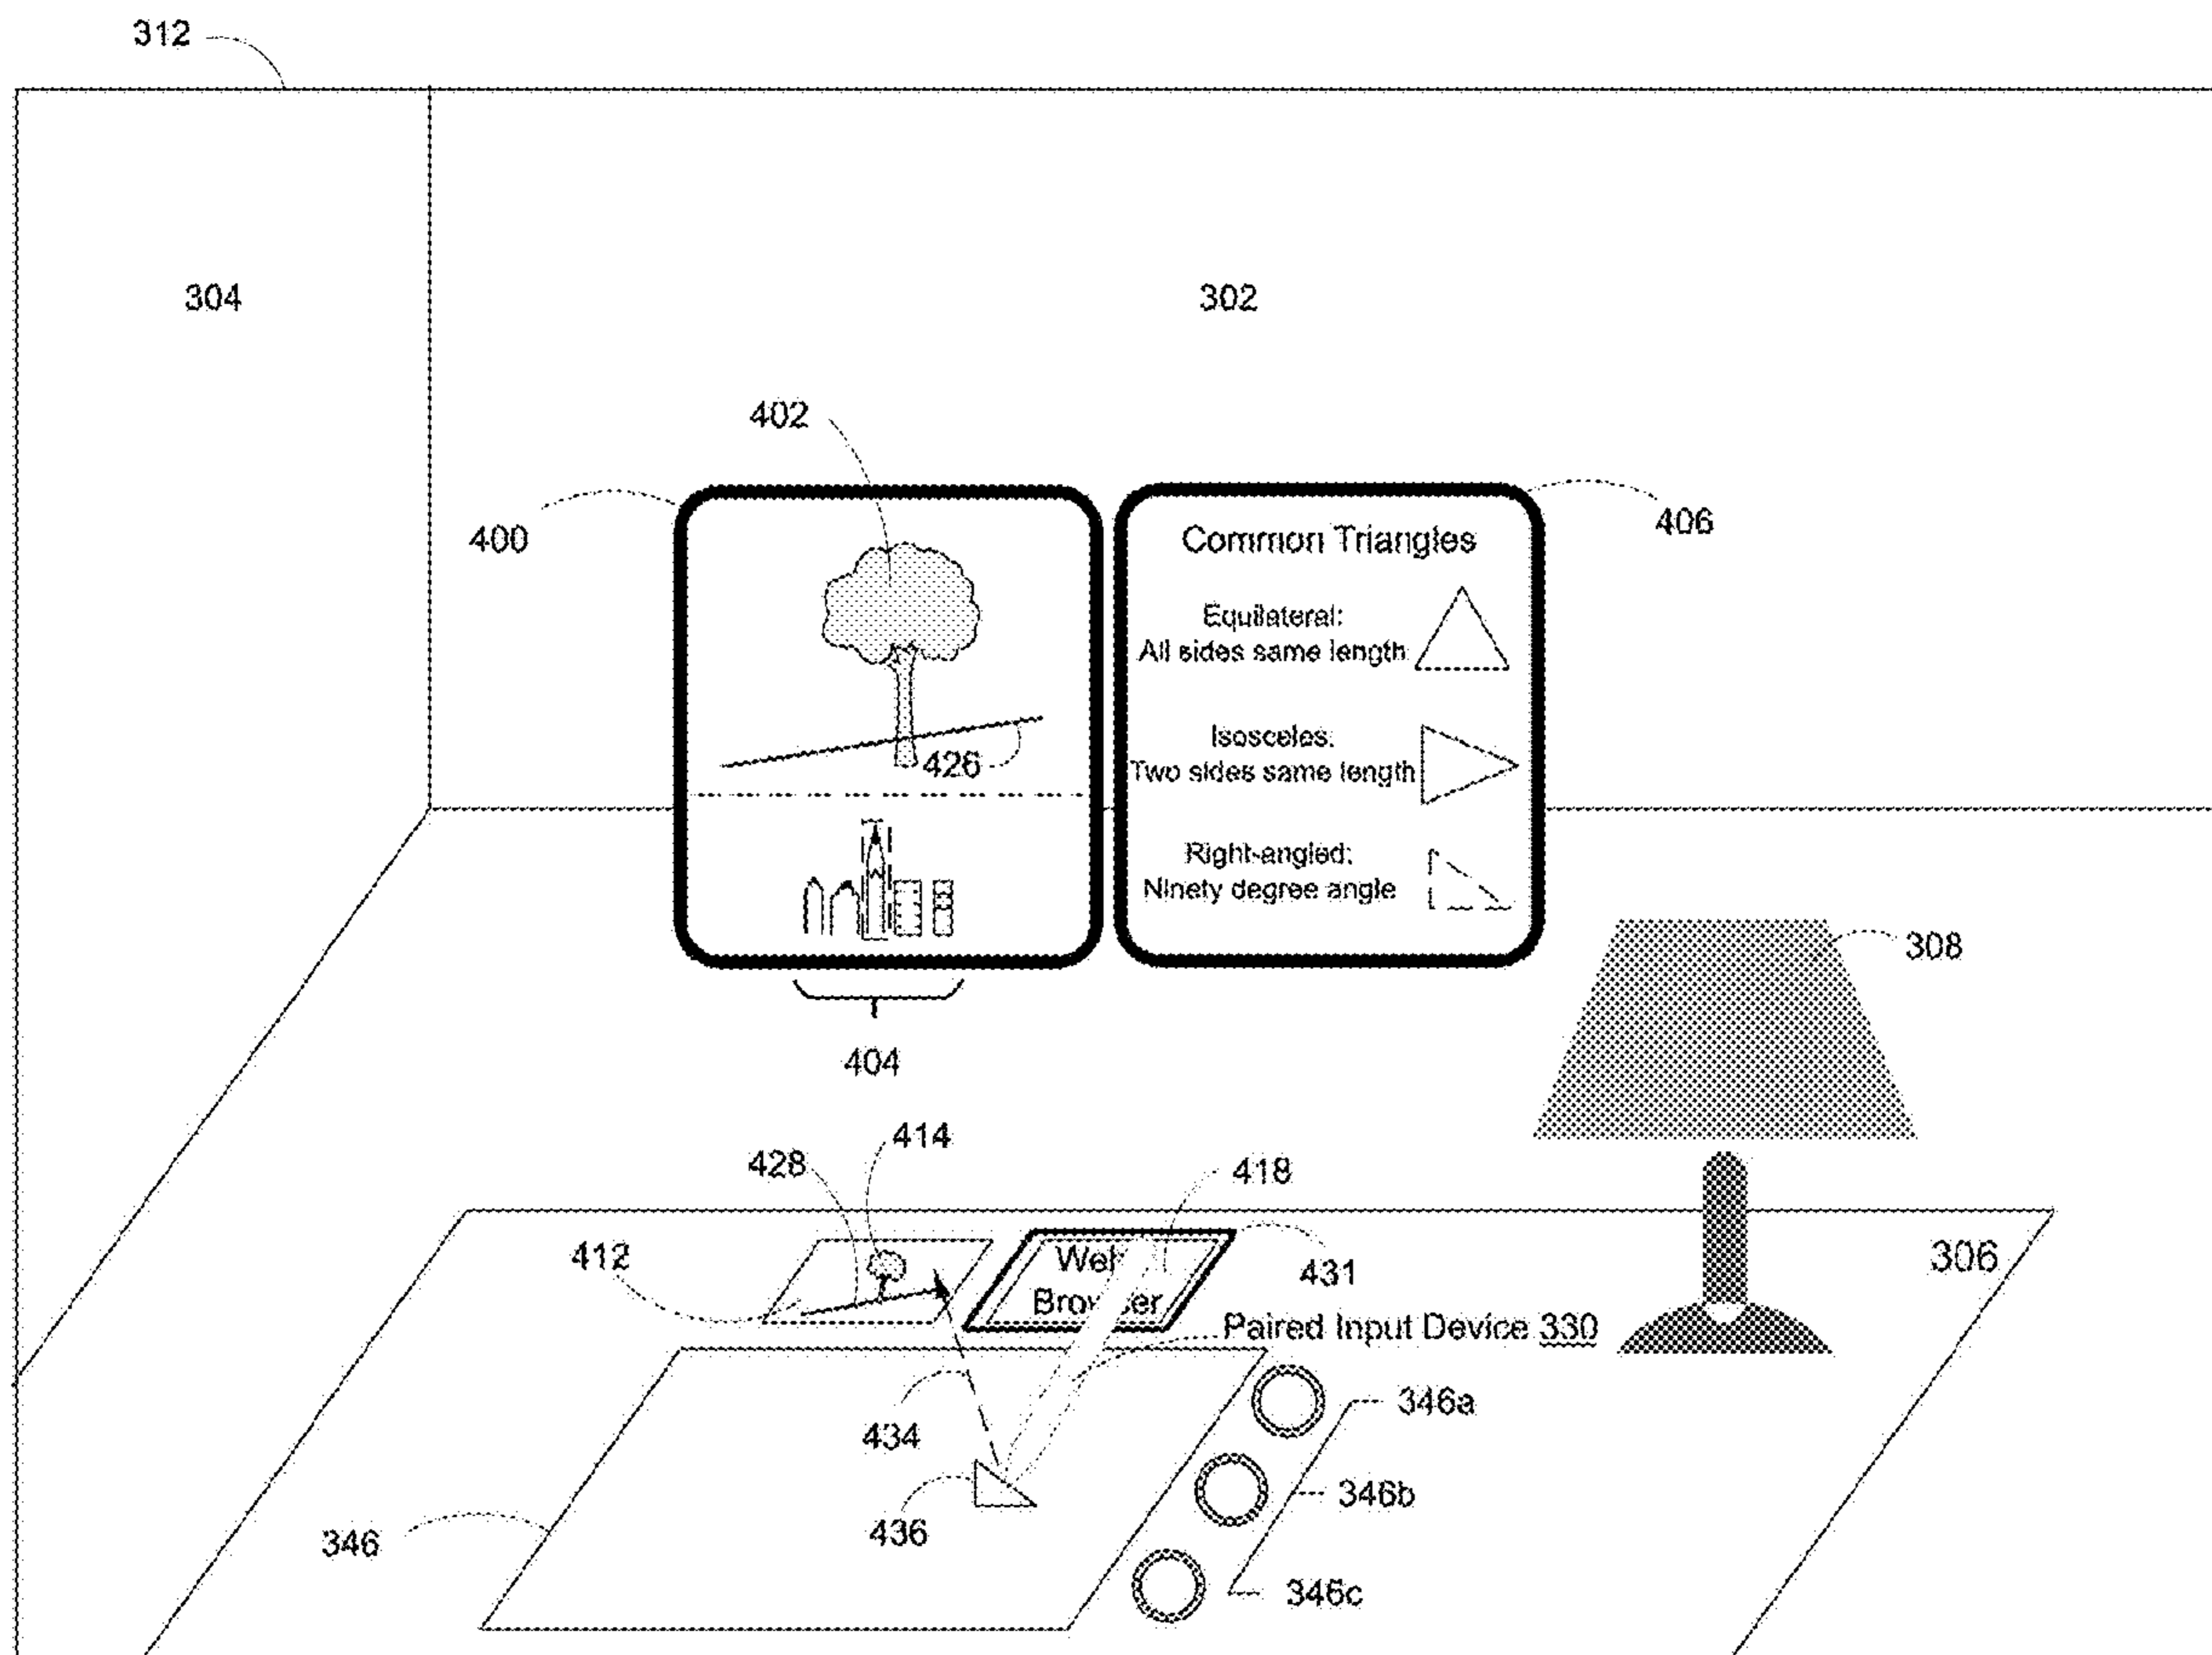 312
304
302
402
400
406
Common Triangles
Equilateral:
All sides same length
Isosceles:
Two sides same length
426
Right-angled:
Ninety degree angle
308
404
414
428
418
412
Web
Browser
431
306
Paired Input Device 330
434
346a
346b
436
346
346c